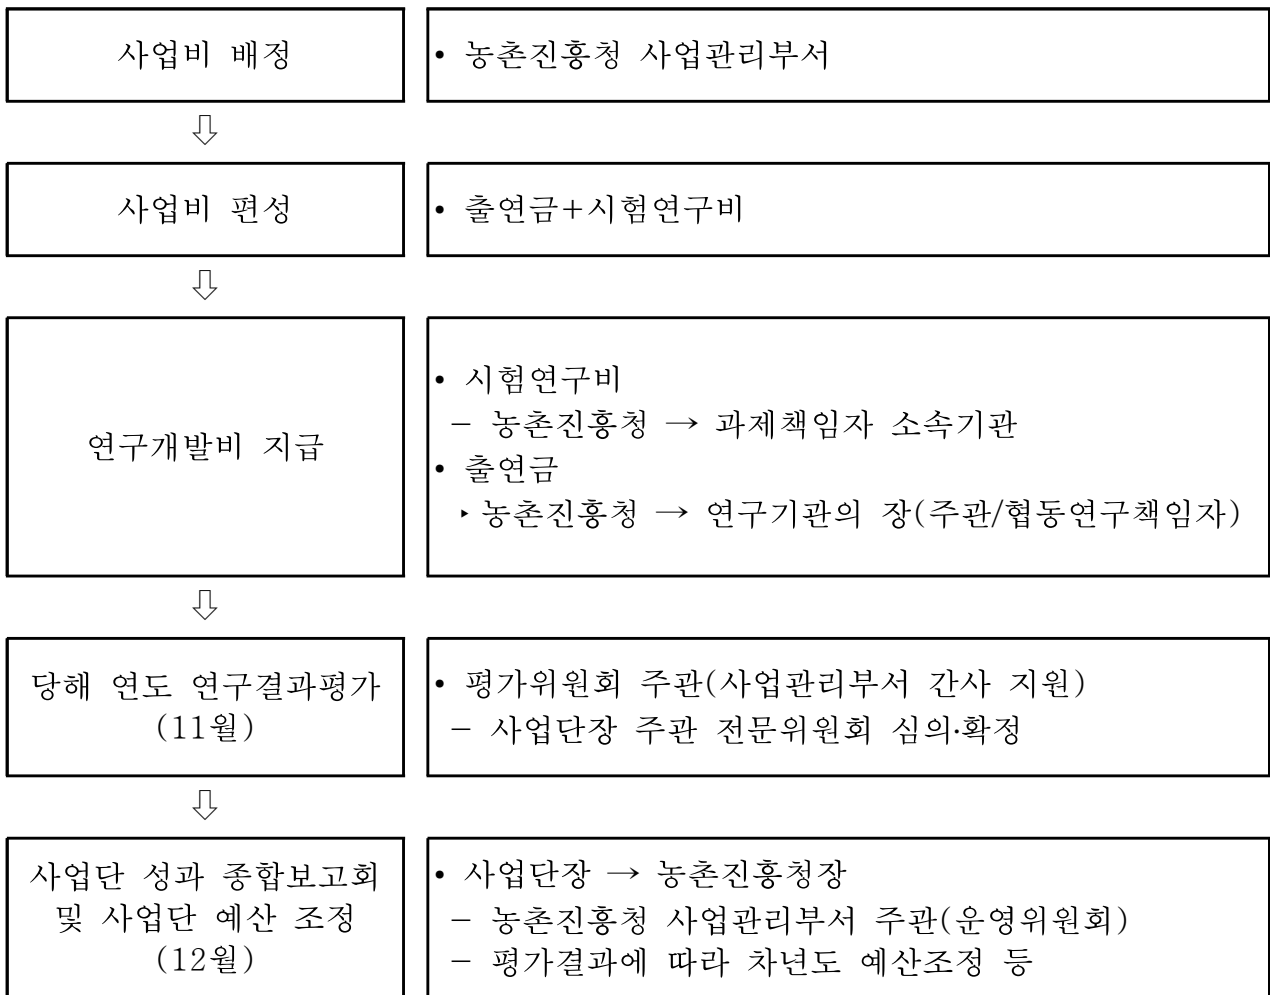 사업비 배정
• 농촌진흥청 사업관리부서
⇩
사업비 편성
• 출연금+시험연구비
⇩
연구개발비 지급
• 시험연구비
- 농촌진흥청 → 과제책임자 소속기관
• 출연금
‣ 농촌진흥청 → 연구기관의 장(주관/협동연구책임자)
⇩
당해 연도 연구결과평가
(11월)
• 평가위원회 주관(사업관리부서 간사 지원)
- 사업단장 주관 전문위원회 심의·확정
⇩
사업단 성과 종합보고회
및 사업단 예산 조정
(12월)
• 사업단장 → 농촌진흥청장
- 농촌진흥청 사업관리부서 주관(운영위원회)
- 평가결과에 따라 차년도 예산조정 등